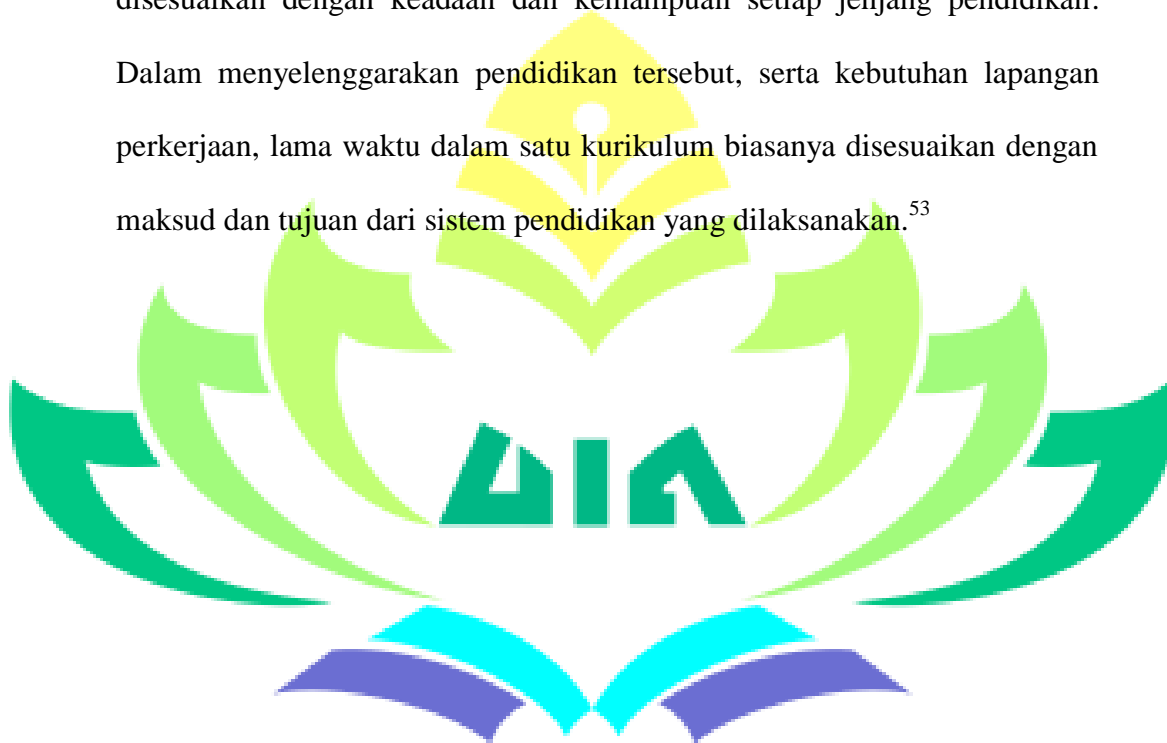 disesuaikan dengan keadaan dan kemampuan setiap jenjang pendidikan.
Dalam menyelenggarakan pendidikan tersebut, serta kebutuhan lapangan
perkerjaan, lama waktu dalam satu kurikulum biasanya disesuaikan dengan
maksud dan tujuan dari sistem pendidikan yang dilaksanakan.53
UIN